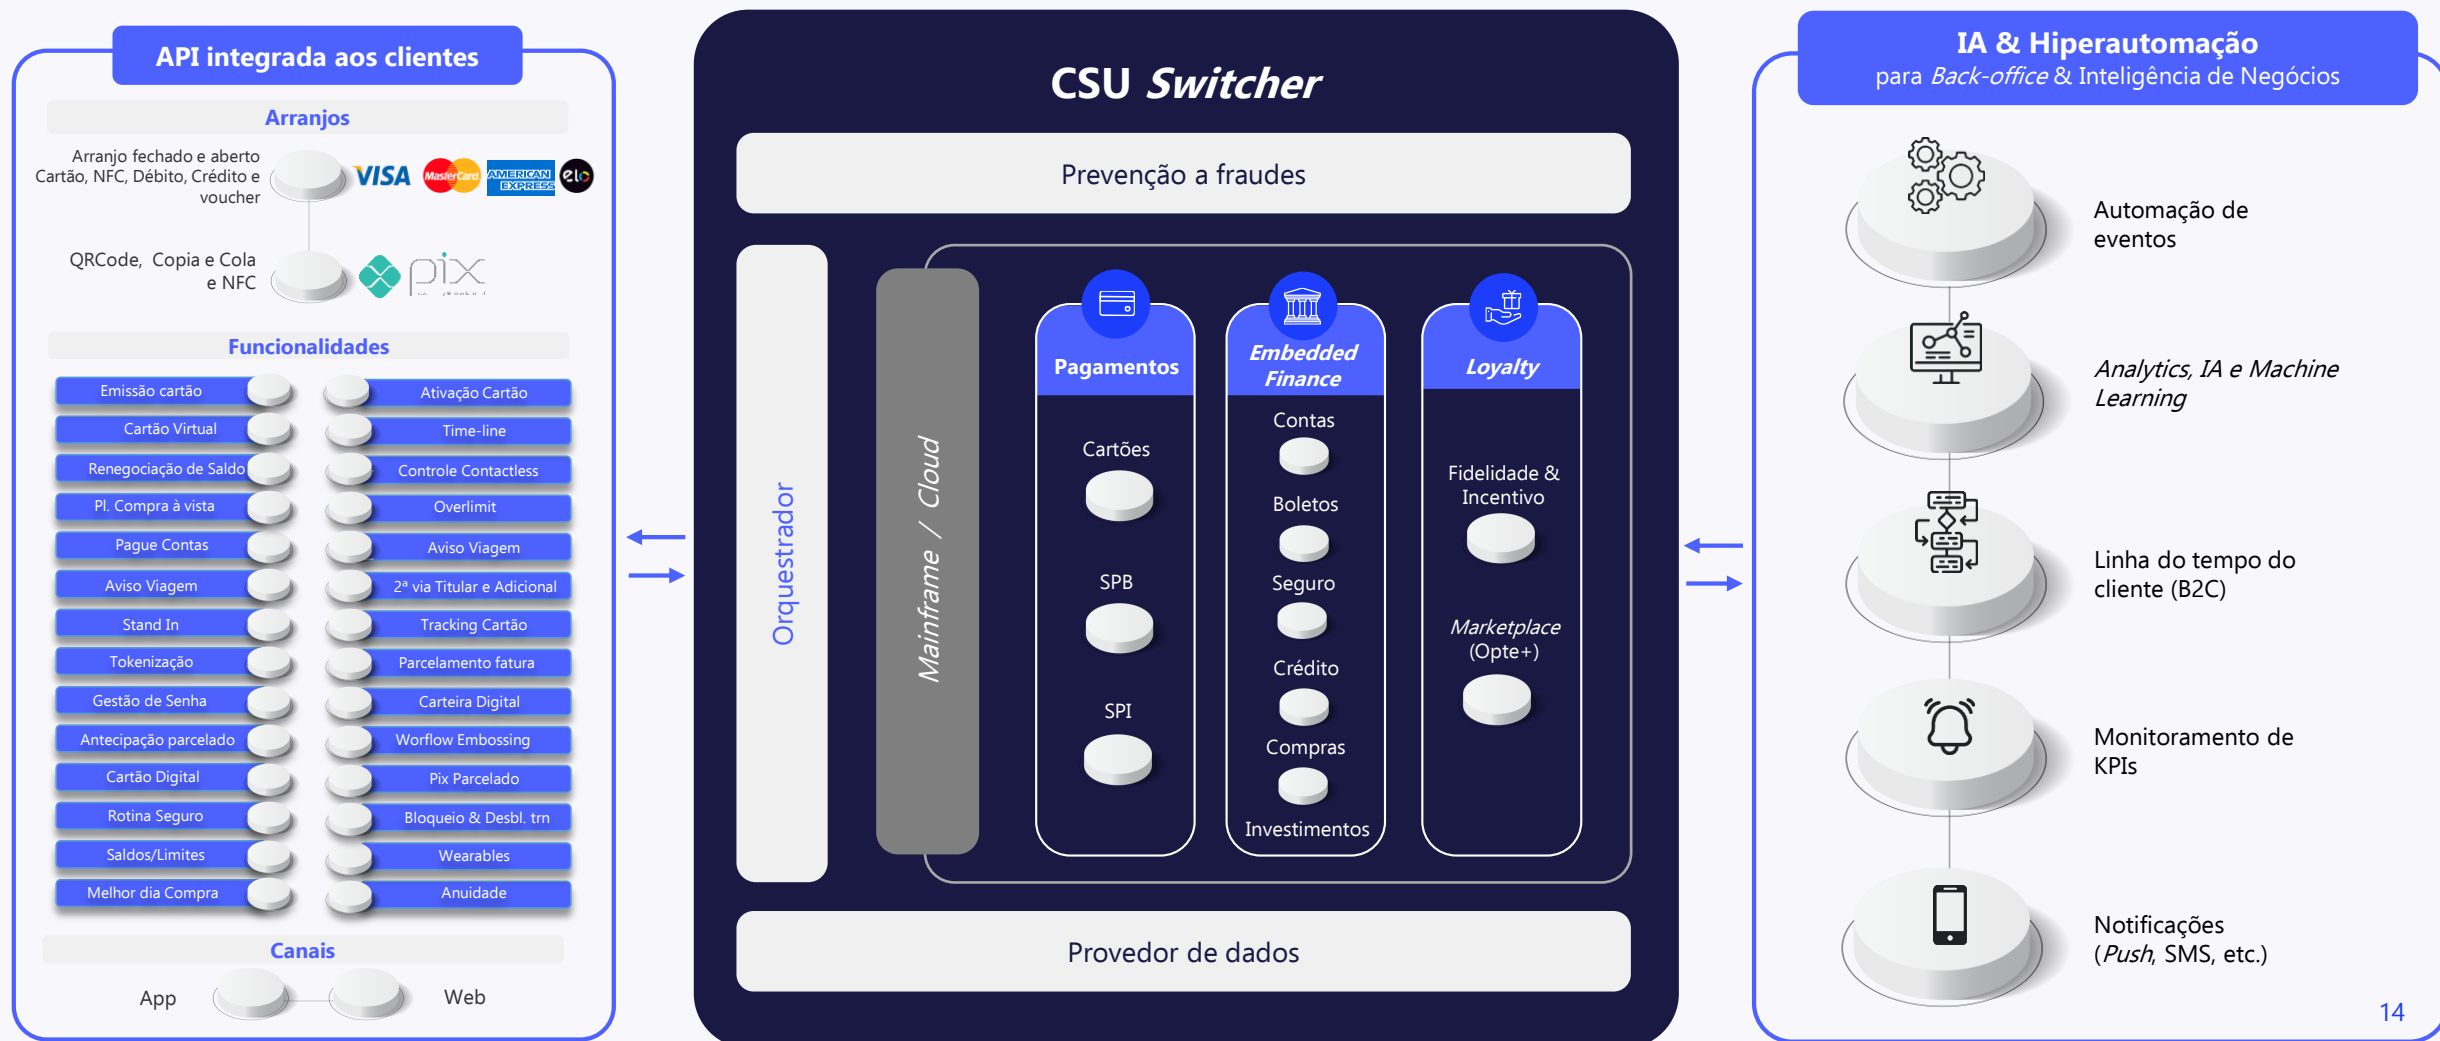 API integrada aos clientes
Arranjos
Arranjo fechado e aberto
Cartão, NFC, Débito, Crédito e
voucher
VISA
MasterCard
AMERICAN
EXPRESS
elo
QRCode, Copia e Cola
e NFC
pix
Funcionalidades
Emissão cartão
Ativação Cartão
Cartão Virtual
Time-line
Renegociação de Saldo
Controle Contactless
Pl. Compra à vista
Overlimit
Pague Contas
Aviso Viagem
Aviso Viagem
2ª via Titular e Adicional
Stand In
Tracking Cartão
Tokenização
Parcelamento fatura
Gestão de Senha
Carteira Digital
Antecipação parcelado
Worflow Embossing
Cartão Digital
Pix Parcelado
Rotina Seguro
Bloqueio & Desbl. trn
Saldos/Limites
Wearables
Melhor dia Compra
Anuidade
Canais
App
Web
CSU Switcher
Prevenção a fraudes
Orquestrador
Mainframe / Cloud
Pagamentos
Cartões
SPB
SPI
Embedded
Finance
Contas
Boletos
Seguro
Crédito
Compras
Investimentos
Loyalty
Fidelidade &
Incentivo
Marketplace
(Opte+)
Provedor de dados
IA & Hiperautomação
para Back-office & Inteligência de Negócios
Automação de
eventos
Analytics, IA e Machine
Learning
Linha do tempo do
cliente (B2C)
Monitoramento de
KPIs
Notificações
(Push, SMS, etc.)
14